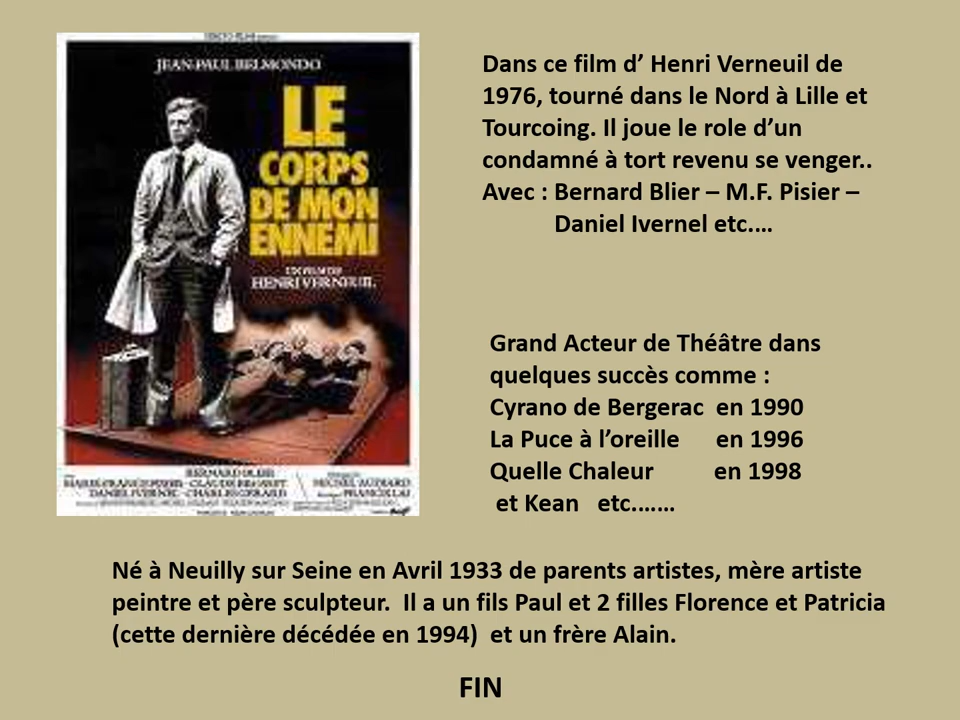 JEAN-PAUL BELMONDO
LE
CORPS
DE MON
ENNEMI
UN FILM DE
HENRI VERNEUIL
BERNARD BLIER
DANIEL IVERNEL
Dans ce film d’ Henri Verneuil de
1976, tourné dans le Nord à Lille et
Tourcoing. Il joue le role d’un
condamné à tort revenu se venger..
Avec : Bernard Blier – M.F. Pisier –
Daniel Ivernel etc.…
Grand Acteur de Théâtre dans
quelques succès comme :
Cyrano de Bergerac en 1990
La Puce à l’oreille en 1996
Quelle Chaleur en 1998
et Kean etc.……
Né à Neuilly sur Seine en Avril 1933 de parents artistes, mère artiste
peintre et père sculpteur. Il a un fils Paul et 2 filles Florence et Patricia
(cette dernière décédée en 1994) et un frère Alain.
FIN